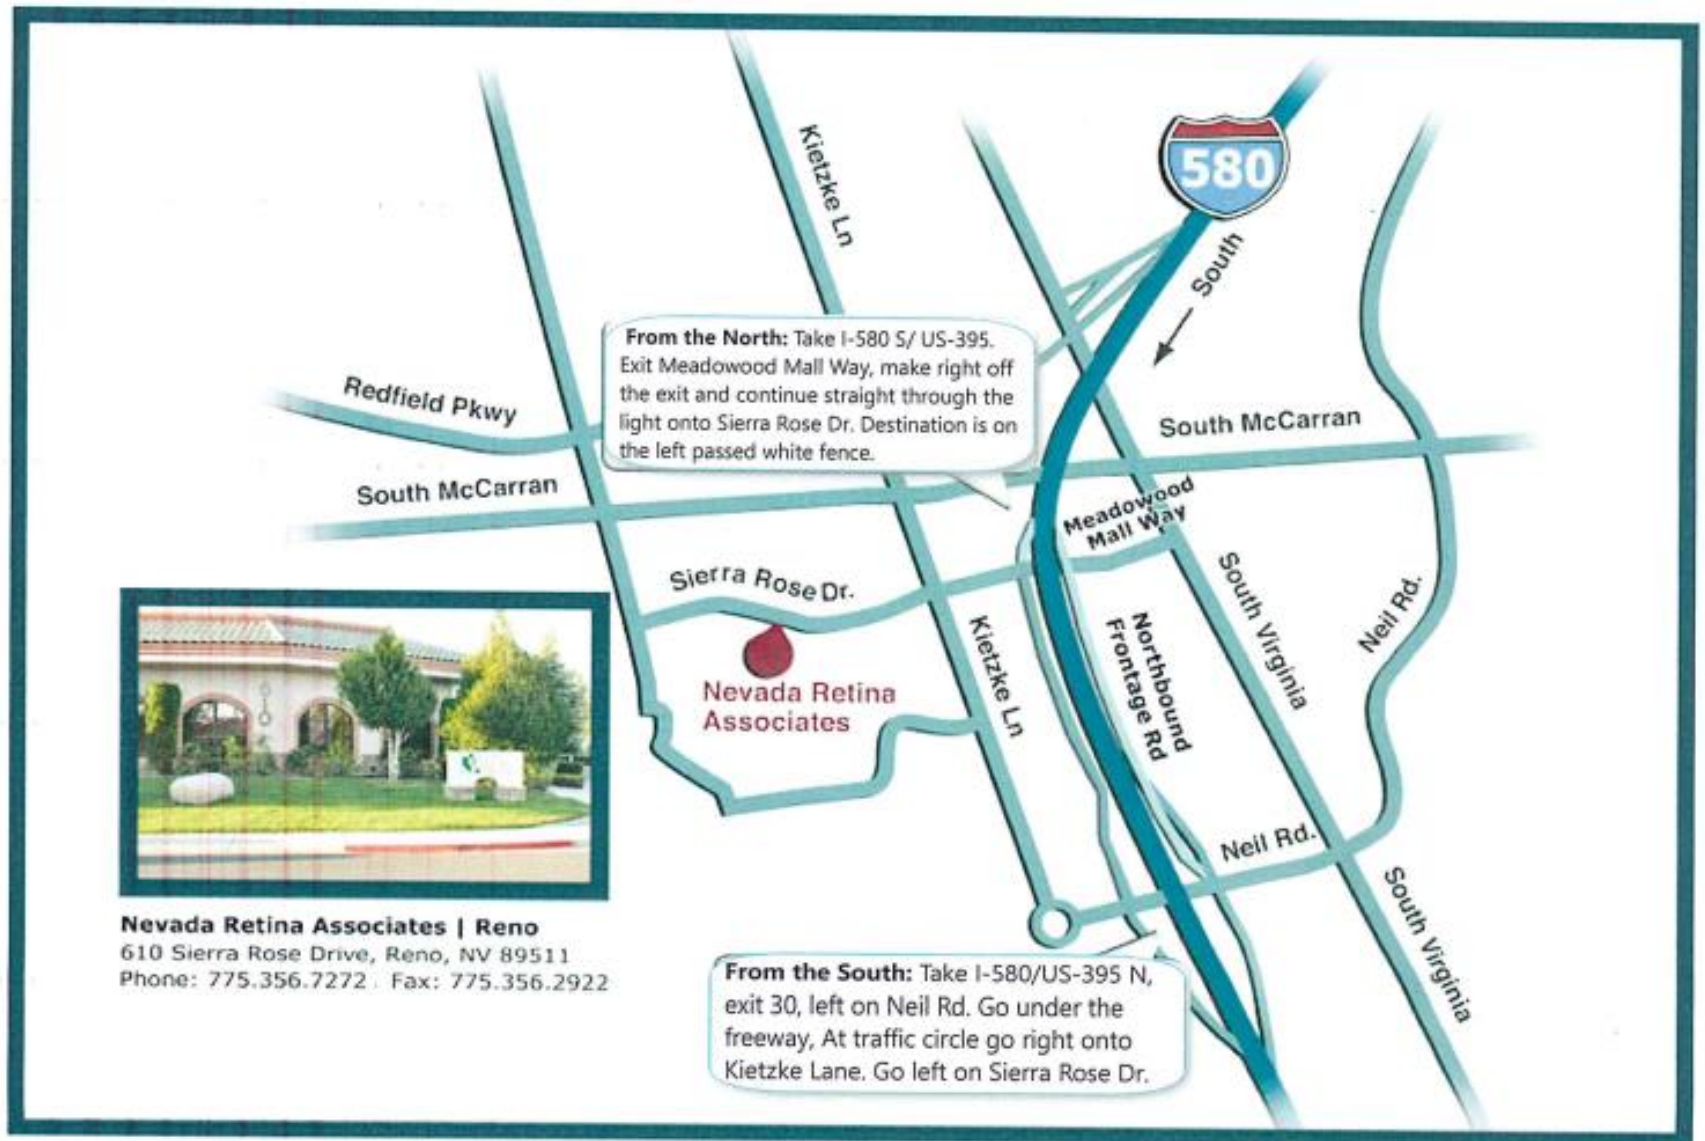 Kietzke Ln
580
South
From the North: Take I-580 S/ US-395.
Exit Meadowood Mall Way, make right off
the exit and continue straight through the
light onto Sierra Rose Dr. Destination is on
the left passed white fence.
Redfield Pkwy
South McCarran
South McCarran
Meadowood
Mall Way
Sierra Rose Dr.
Nevada Retina
Associates
Kietzke Ln
Northbound
Frontage Rd
South Virginia
Neil Rd.
Neil Rd.
South Virginia
Nevada Retina Associates | Reno
610 Sierra Rose Drive, Reno, NV 89511
Phone: 775.356.7272 Fax: 775.356.2922
From the South: Take I-580/US-395 N,
exit 30, left on Neil Rd. Go under the
freeway, At traffic circle go right onto
Kietzke Lane. Go left on Sierra Rose Dr.